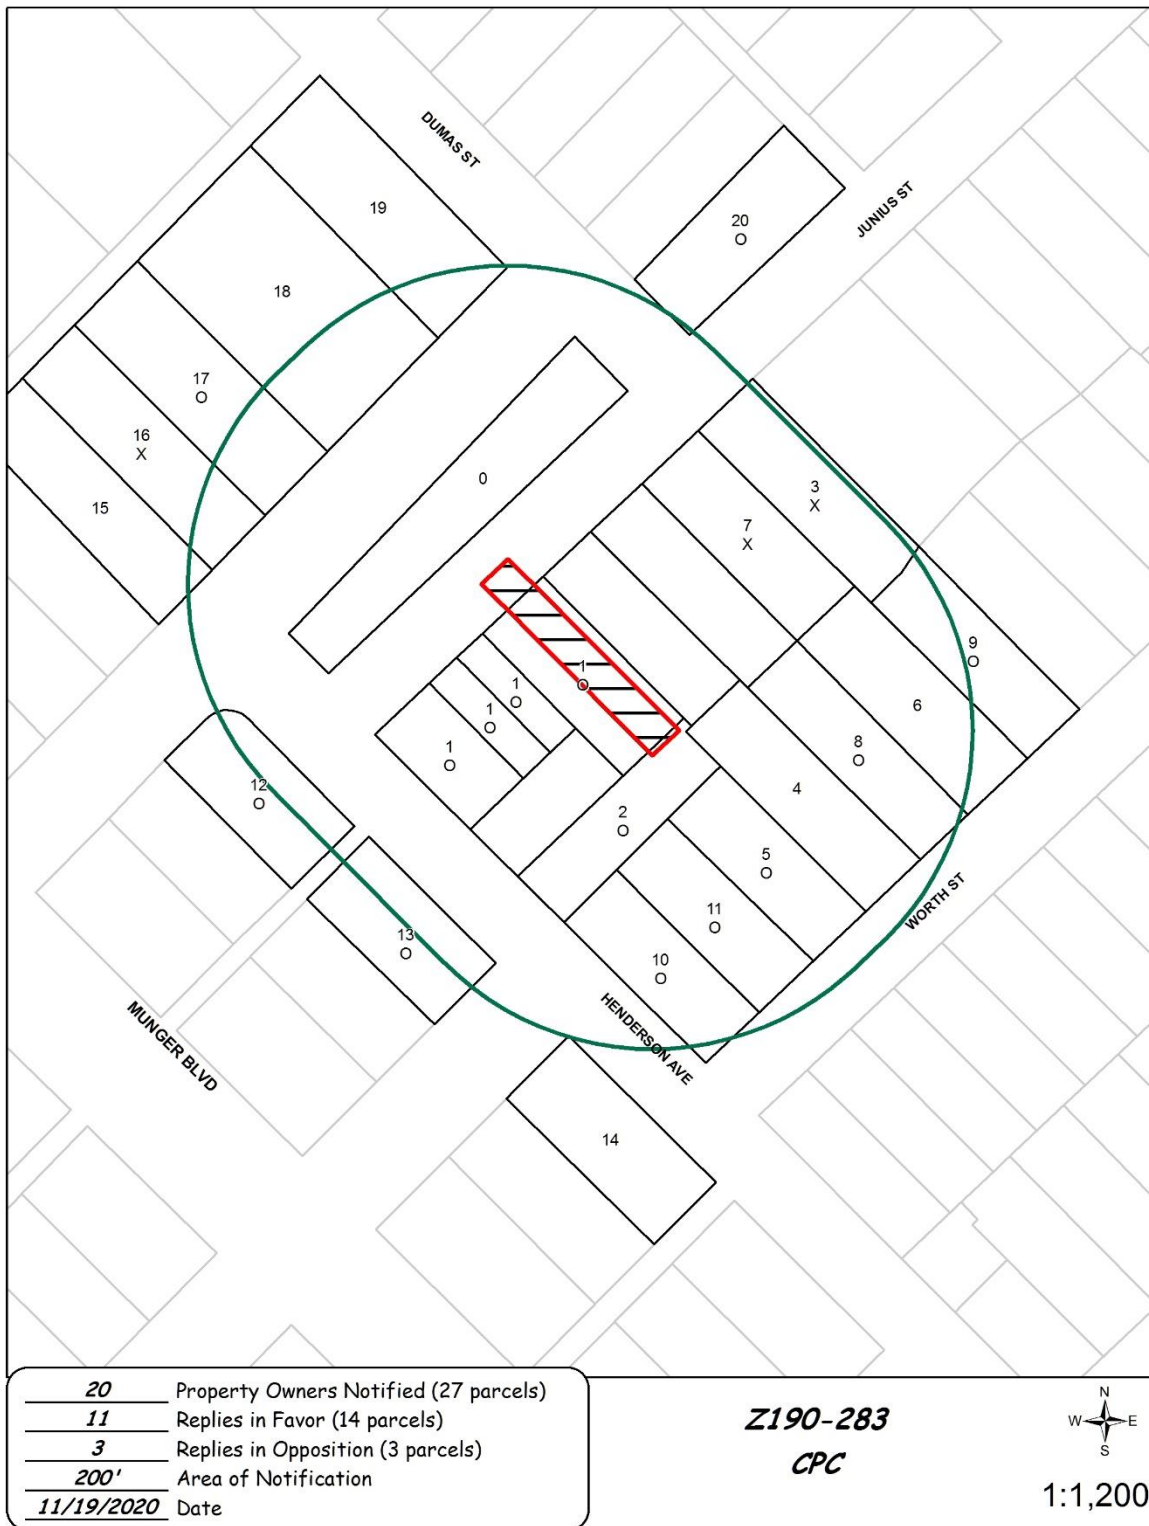 DUMAS ST
JUNIUS ST
19
20
O
18
17
O
16
X
15
0
3
X
7
X
9
O
1
O
1
O
1
O
1
O
6
8
O
4
12
O
2
O
5
O
11
O
13
O
10
O
WORTH ST
HENDERSON AVE
MUNGER BLVD
14
20 Property Owners Notified (27 parcels)
11 Replies in Favor (14 parcels)
3 Replies in Opposition (3 parcels)
200' Area of Notification
11/19/2020 Date
Z190-283
CPC
N
W E
S
1:1,200